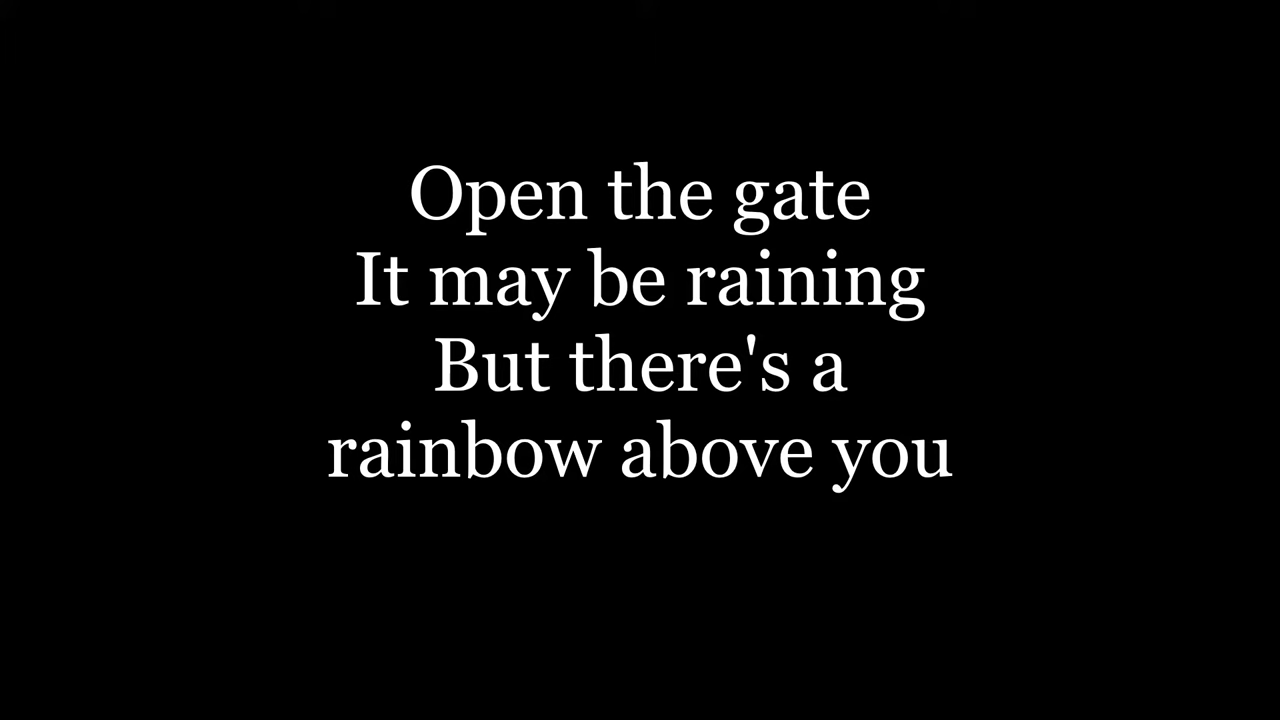 Open the gate
It may be raining
But there's a
rainbow above you